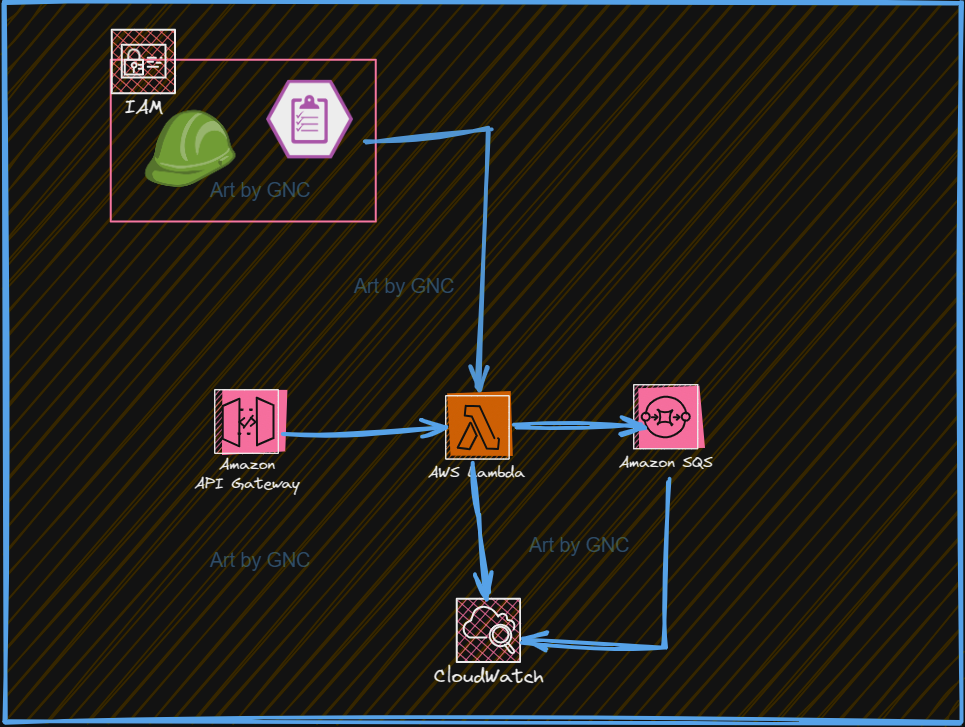 IAM
Art by GNC
Art by GNC
Amazon
API Gateway
AWS Lambda
Amazon SQS
Art by GNC
Art by GNC
CloudWatch